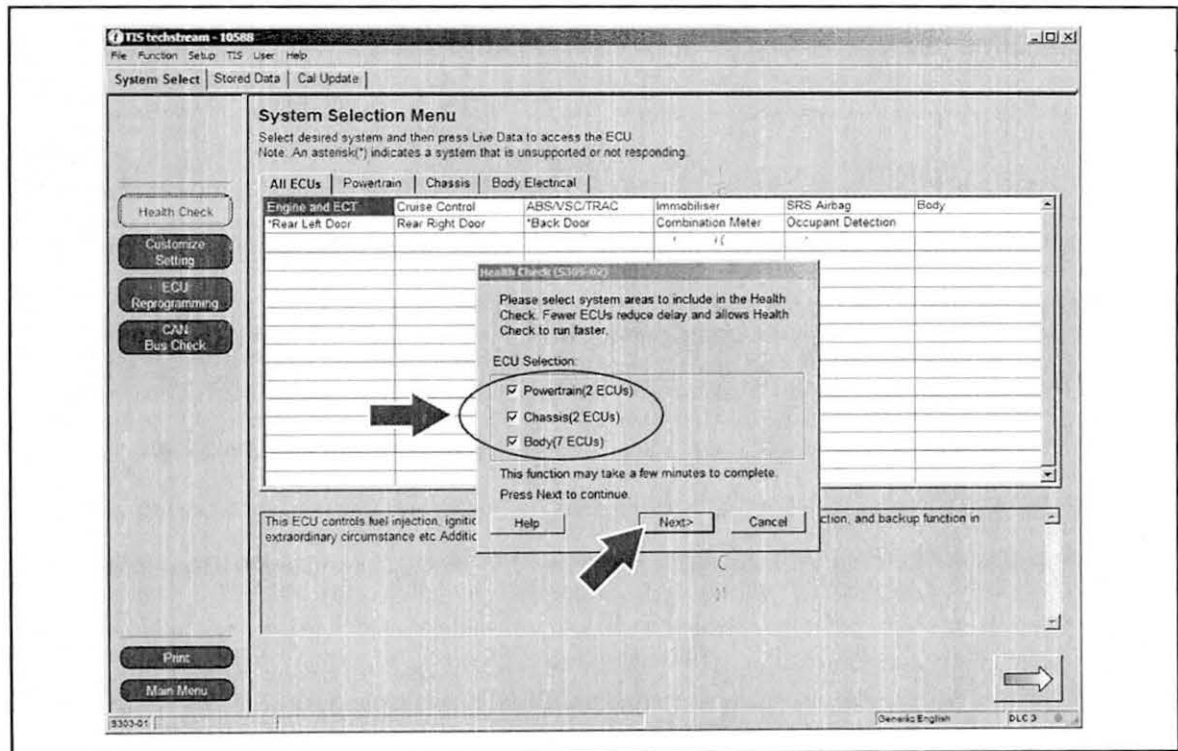 TIS techstream - 10588
File Function Setup TIS User Help
System Select Stored Data Cal Update
System Selection Menu
Select desired system and then press Live Data to access the ECU
Note. An asterisk(*) indicates a system that is unsupported or not responding.
All ECUs Powertrain Chassis Body Electrical
Engine and ECT Cruise Control ABS/VSC/TRAC Immobiliser SRS Airbag Body
*Rear Left Door Rear Right Door *Back Door Combination Meter Occupant Detection
Health Check
Customize
Setting
ECU
Reprogramming
CAN
Bus Check
Health Check (S305-02)
Please select system areas to include in the Health
Check. Fewer ECUs reduce delay and allows Health
Check to run faster.
ECU Selection:
Powertrain(2 ECUs)
Chassis(2 ECUs)
Body(7 ECUs)
This function may take a few minutes to complete.
Press Next to continue.
Help Next> Cancel
This ECU controls fuel injection, ignitic ction, and backup function in
extraordinary circumstance etc Additic
Print
Main Menu
S303-01 Generic English DLC 3